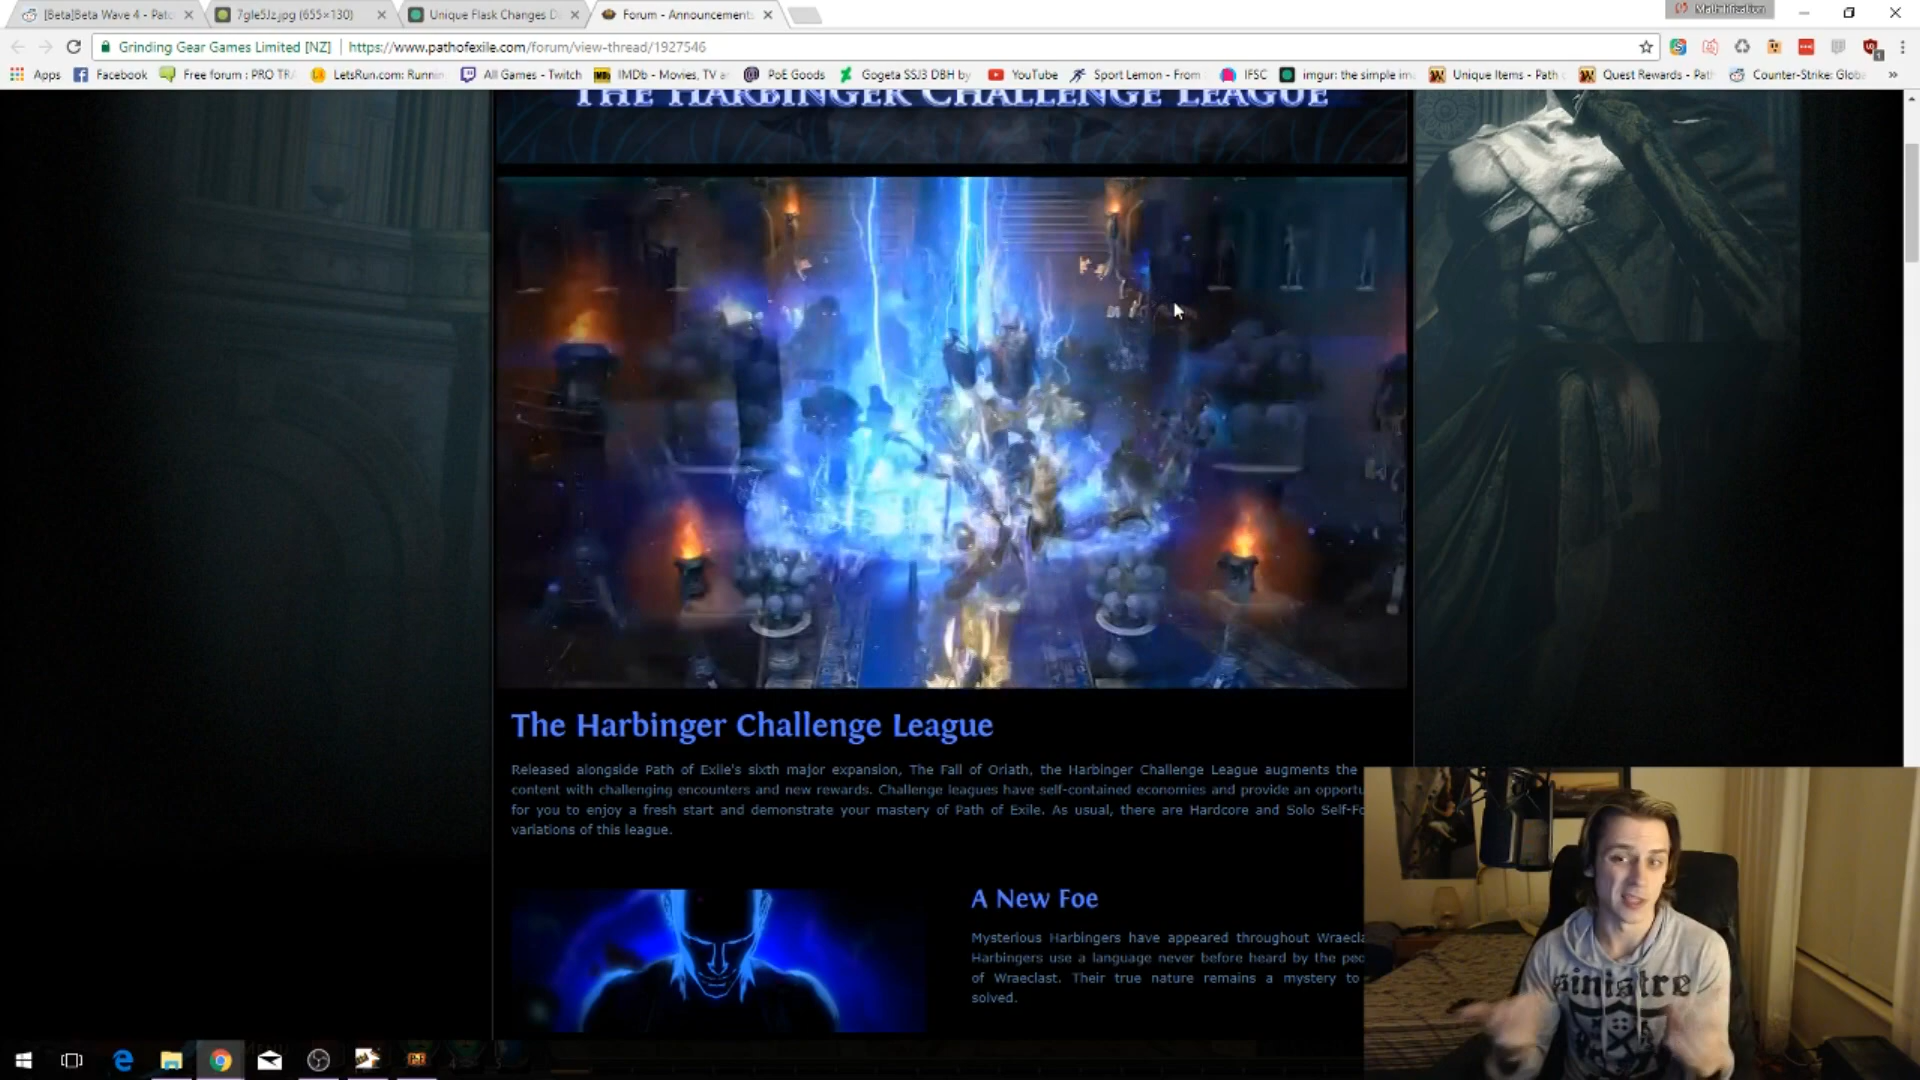 [Beta]Beta Wave 4 - Pat
7gle5Jz.jpg (655×130)
Unique Flask Changes D
Forum - Announcement
Grinding Gear Games Limited [NZ]
https://www.pathofexile.com/forum/view-thread/1927546
Apps
Facebook
Free forum : PRO TR
LetsRun.com: Runnin
All Games - Twitch
IMDb - Movies, TV a
PoE Goods
Gogeta SSJ3 DBH by
YouTube
Sport Lemon - From
IFSC
imgur: the simple im
Unique Items - Path
Quest Rewards - Pat
Counter-Strike: Glob
THE HARBINGER CHALLENGE LEAGUE
The Harbinger Challenge League
Released alongside Path of Exile's sixth major expansion, The Fall of Oriath, the Harbinger Challenge League augments the
content with challenging encounters and new rewards. Challenge leagues have self-contained economies and provide an opportu
for you to enjoy a fresh start and demonstrate your mastery of Path of Exile. As usual, there are Hardcore and Solo Self-Fo
variations of this league.
A New Foe
Mysterious Harbingers have appeared throughout Wraecla
Harbingers use a language never before heard by the peo
of Wraeclast. Their true nature remains a mystery to
solved.
sinistre